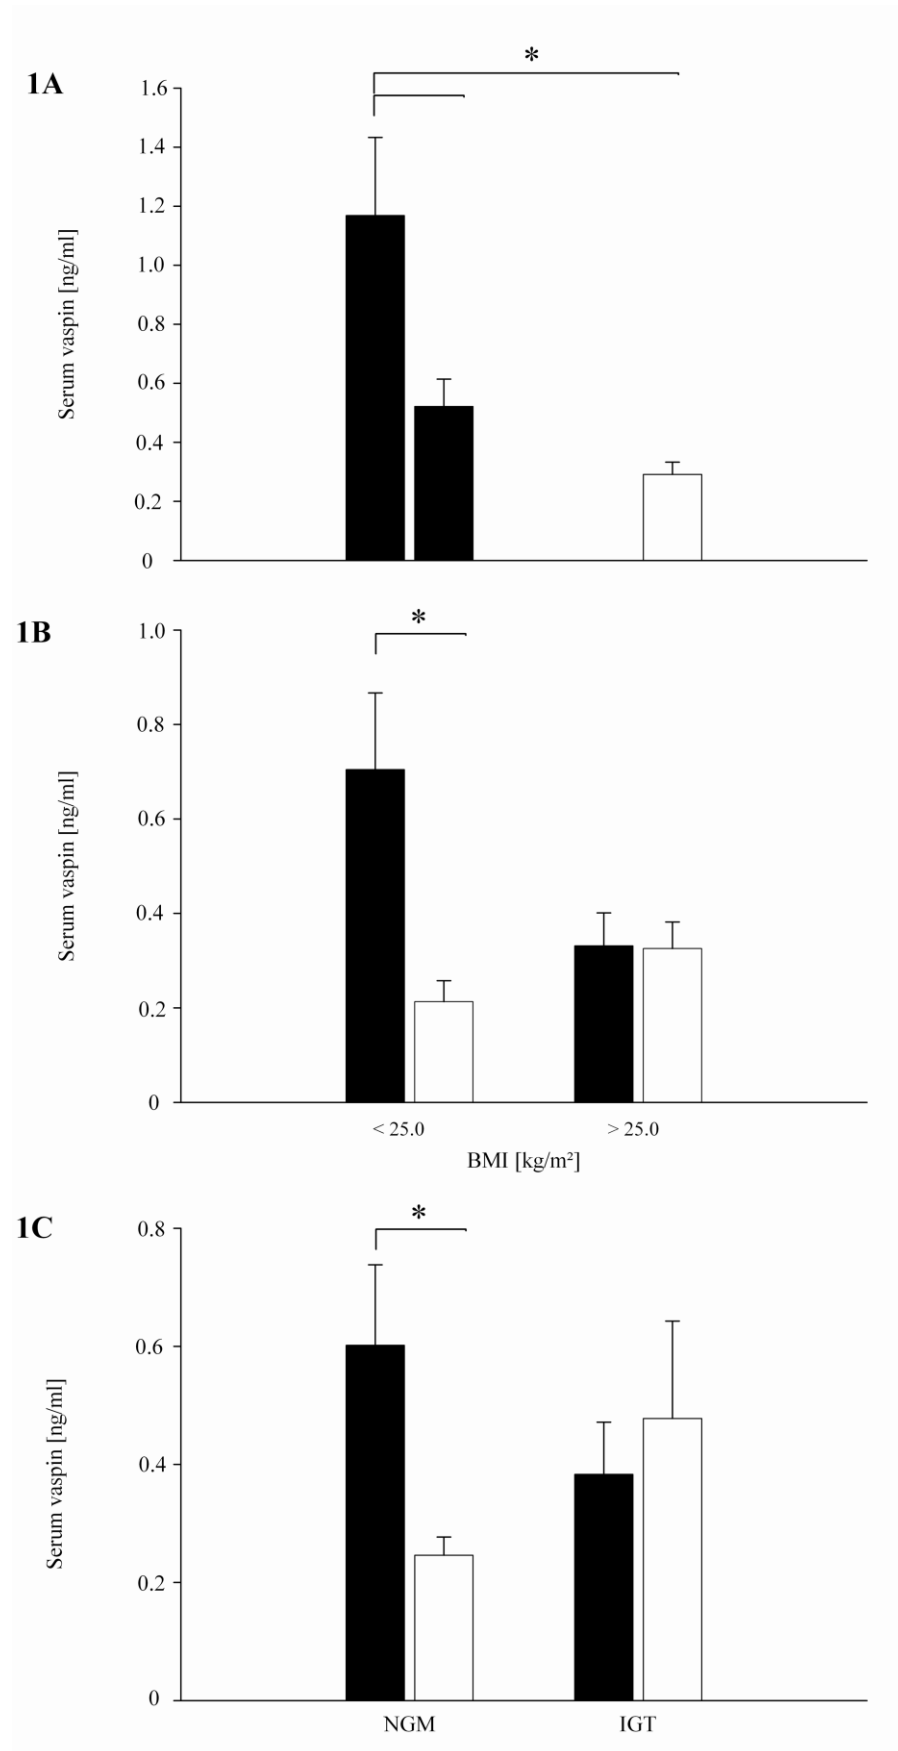 *
1A
1.6
1.4
1.2
1.0
0.8
0.6
0.4
0.2
0
Serum vaspin [ng/ml]
*
1B
1.0
0.8
0.6
0.4
0.2
0
Serum vaspin [ng/ml]
< 25.0 > 25.0
BMI [kg/m²]
*
1C
0.8
0.6
0.4
0.2
0
Serum vaspin [ng/ml]
NGM IGT